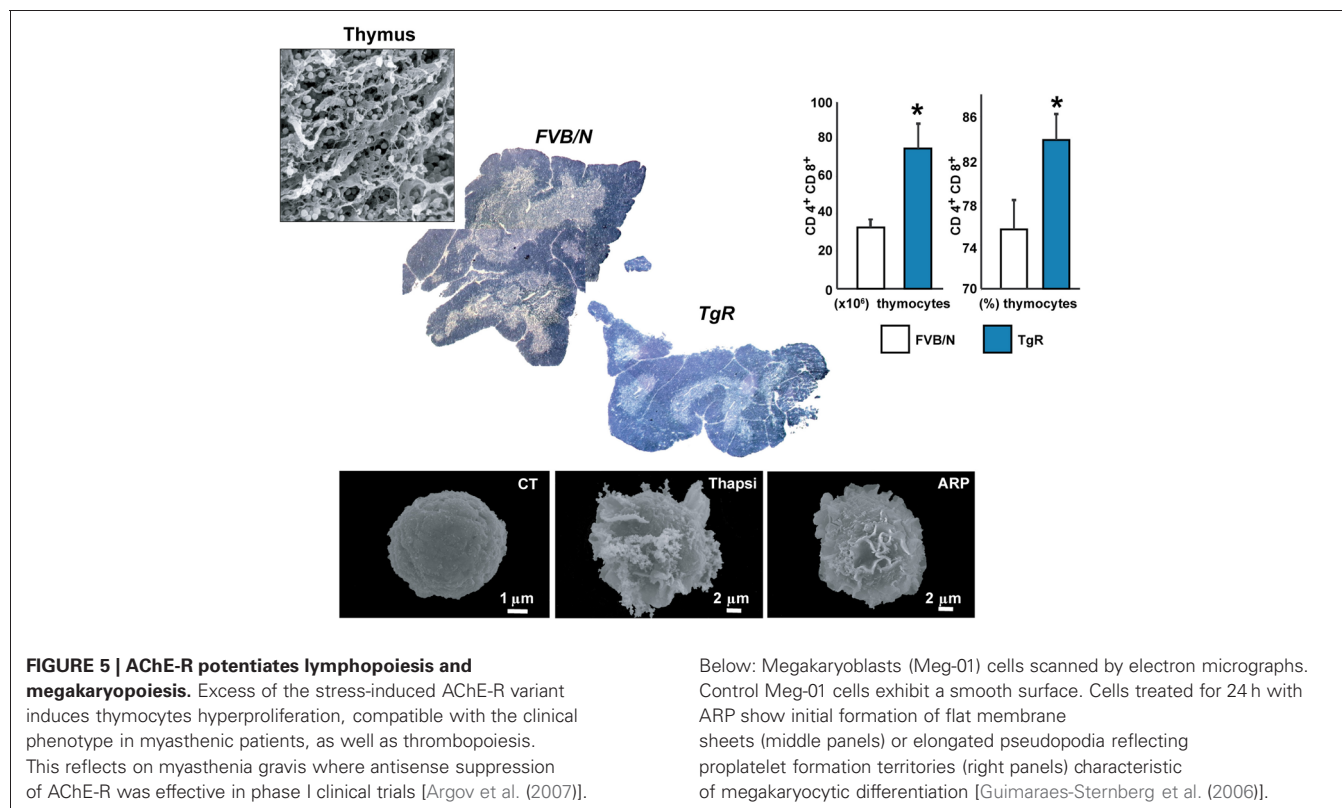 Thymus
FVB/N
TgR
100
80
60
40
20
0
CD 4⁺ CD 8⁺
*
(x10⁶) thymocytes
86
82
78
74
70
CD 4⁺ CD 8⁺
*
(%) thymocytes
FVB/N
TgR
CT
1 µm
Thapsi
2 µm
ARP
2 µm
FIGURE 5 | AChE-R potentiates lymphopoiesis and
megakaryopoiesis. Excess of the stress-induced AChE-R variant
induces thymocytes hyperproliferation, compatible with the clinical
phenotype in myasthenic patients, as well as thrombopoiesis.
This reflects on myasthenia gravis where antisense suppression
of AChE-R was effective in phase I clinical trials [Argov et al. (2007)].
Below: Megakaryoblasts (Meg-01) cells scanned by electron micrographs.
Control Meg-01 cells exhibit a smooth surface. Cells treated for 24 h with
ARP show initial formation of flat membrane
sheets (middle panels) or elongated pseudopodia reflecting
proplatelet formation territories (right panels) characteristic
of megakaryocytic differentiation [Guimaraes-Sternberg et al. (2006)].